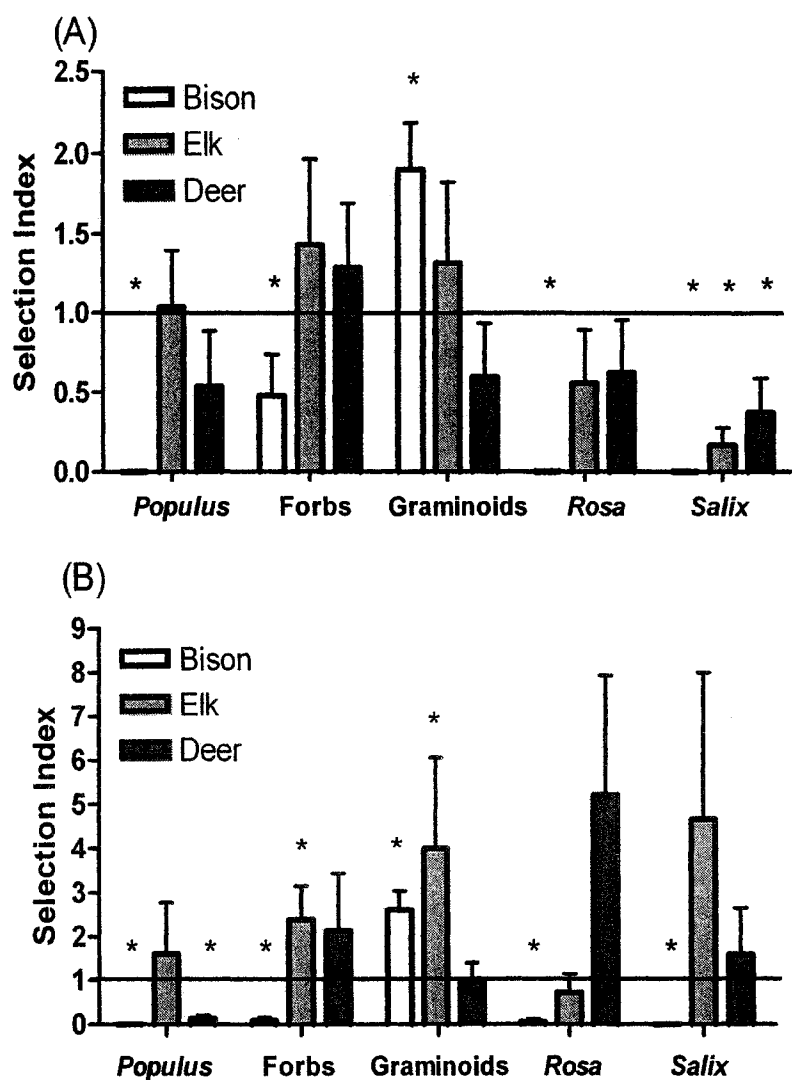 (A)
Selection Index
2.5
2.0
1.5
1.0
0.5
0.0
Bison
Elk
Deer
*
* *
* * * *
Populus Forbs Graminoids Rosa Salix
(B)
Selection Index
9
8
7
6
5
4
3
2
1
0
Bison
Elk
Deer
*
* *
* * * * *
Populus Forbs Graminoids Rosa Salix